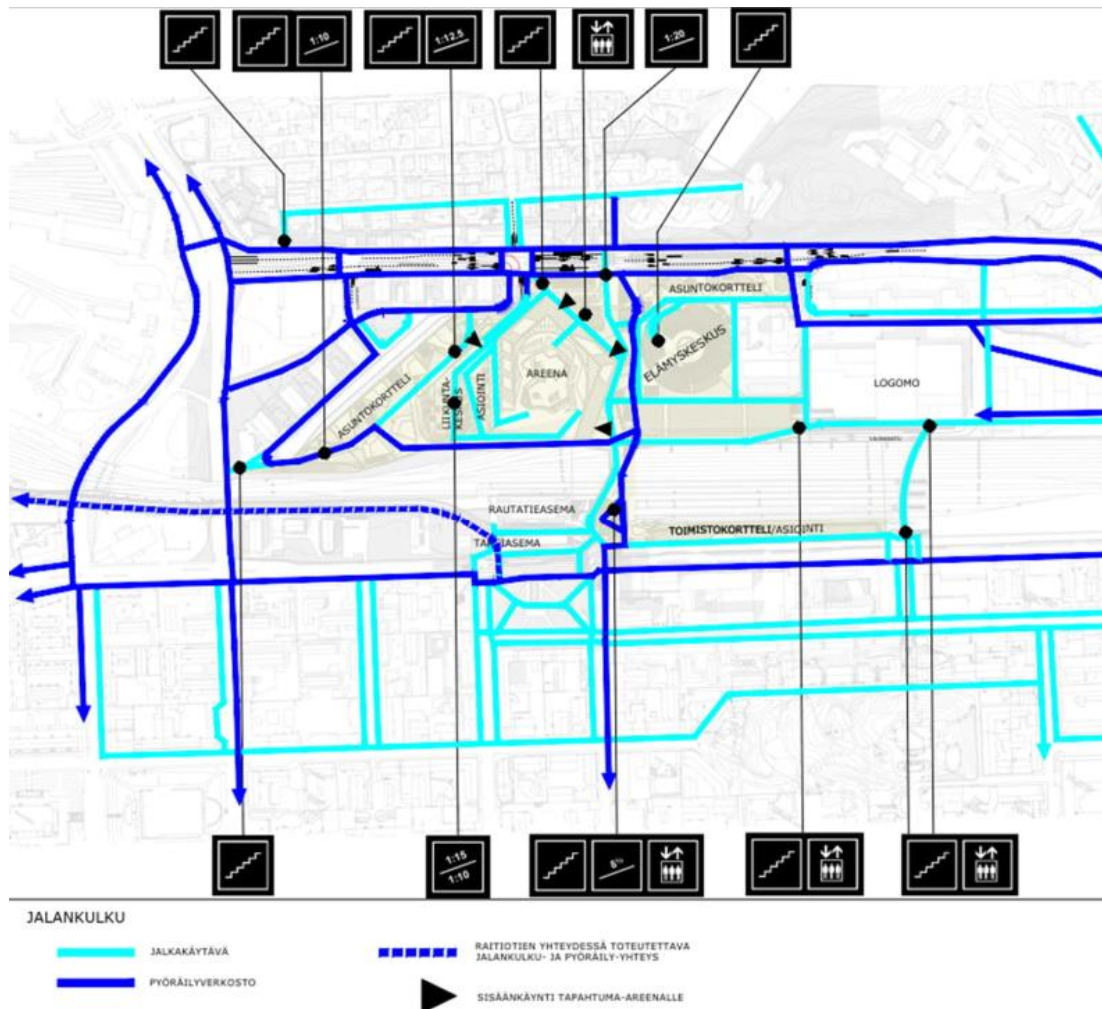 1:10
1:12.5
1:20
ASUNTOKORTTELI
ELÄMYSKESKUS
AREENA
LOGOMO
ASUNTOKORTTELI
LIIKUNTA-
KESKUS
ASIOINTI
RAUTATIEASEMA
TOIMISTOKORTTELI/ASIOINTI
1:15
1:10
8%
JALANKULKU
JALKAKÄYTÄVÄ
PYÖRÄILYVERKOSTO
RAITIOTIEN YHTEYDESSÄ TOTEUTETTAVA
JALANKULKU- JA PYÖRÄILY-YHTEYS
SISÄÄNKÄYNTI TAPAHTUMA-AREENALLE